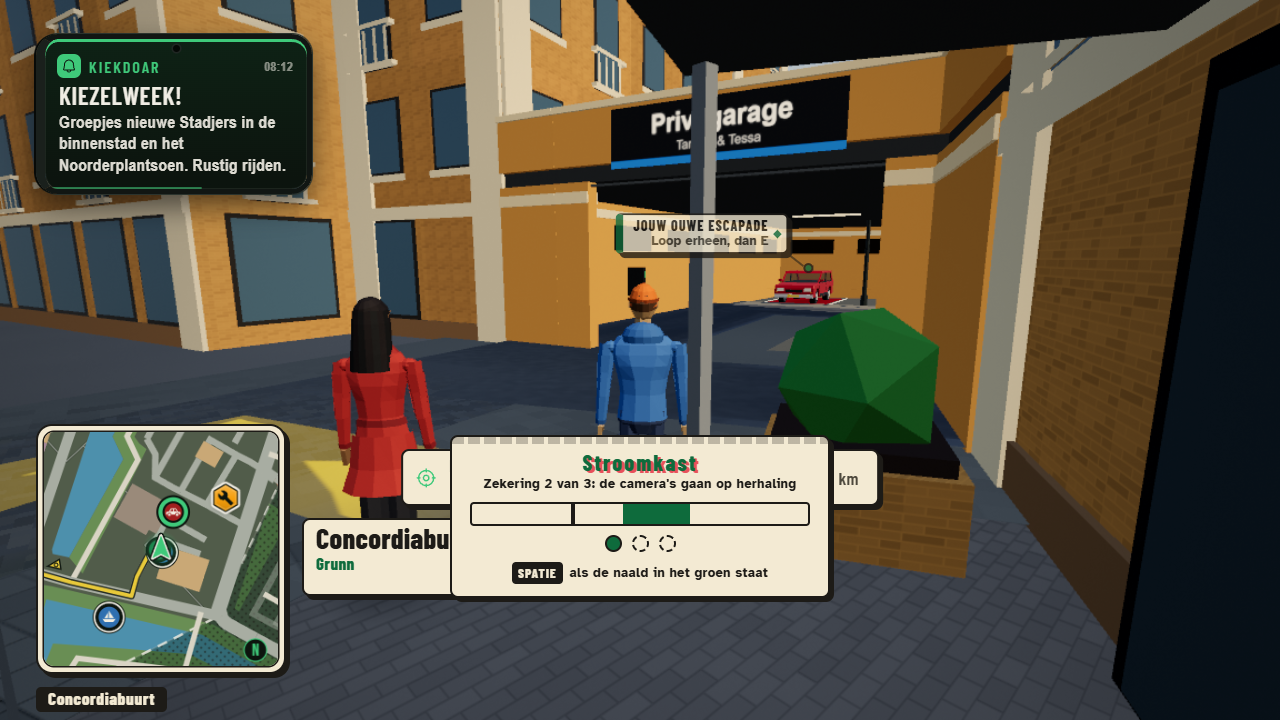 KIEKDOAR
08:12
KIEZELWEEK!
Groepjes nieuwe Stadjers in de
binnenstad en het
Noorderplantsoen. Rustig rijden.
& Tessa
JOUW OUWE ESCAPADE
Loop erheen, dan E
km
Stroomkast
Zekering 2 van 3: de camera's gaan op herhaling
SPATIE als de naald in het groen staat
Grunn
N
Concordiabuurt